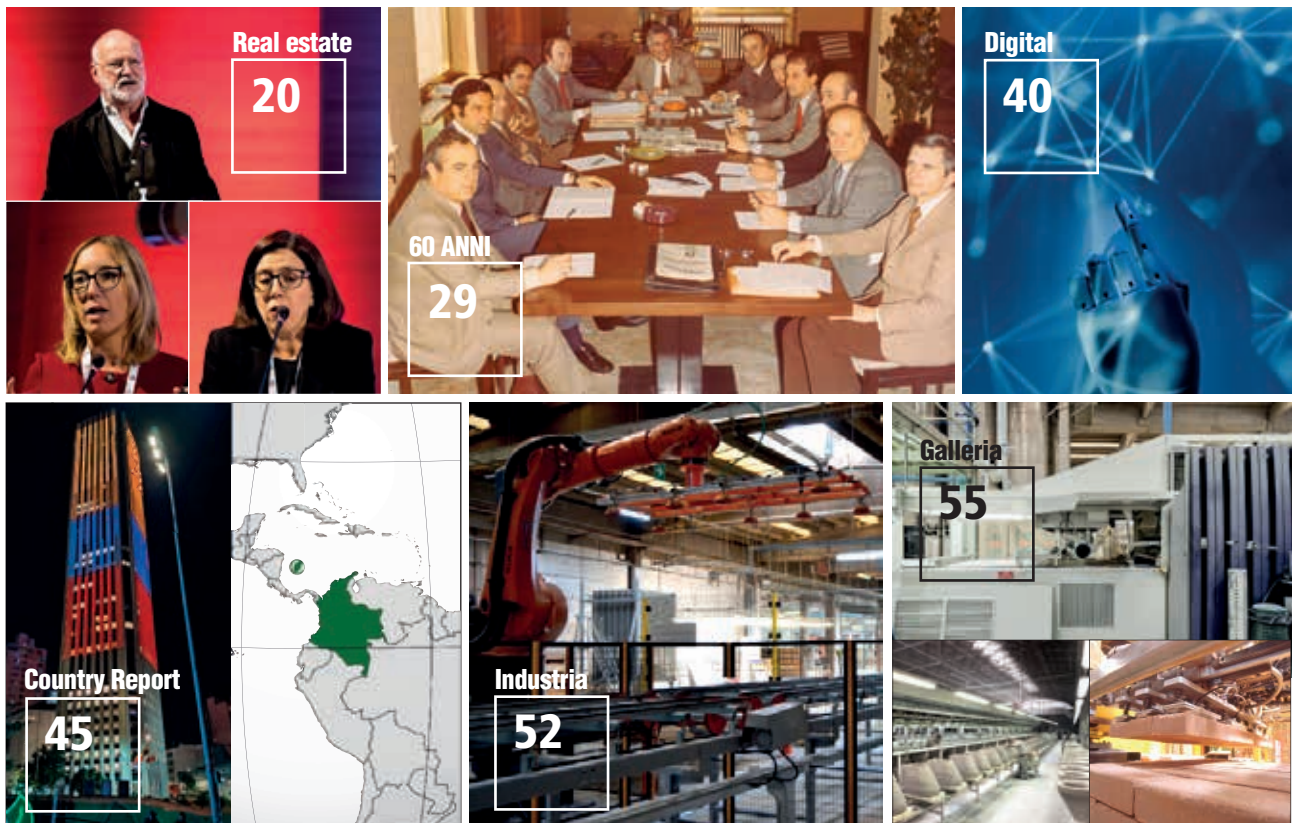 Real estate
20
60 ANNI
29
Digital
40
Country Report
45
Industria
52
Galleria
55